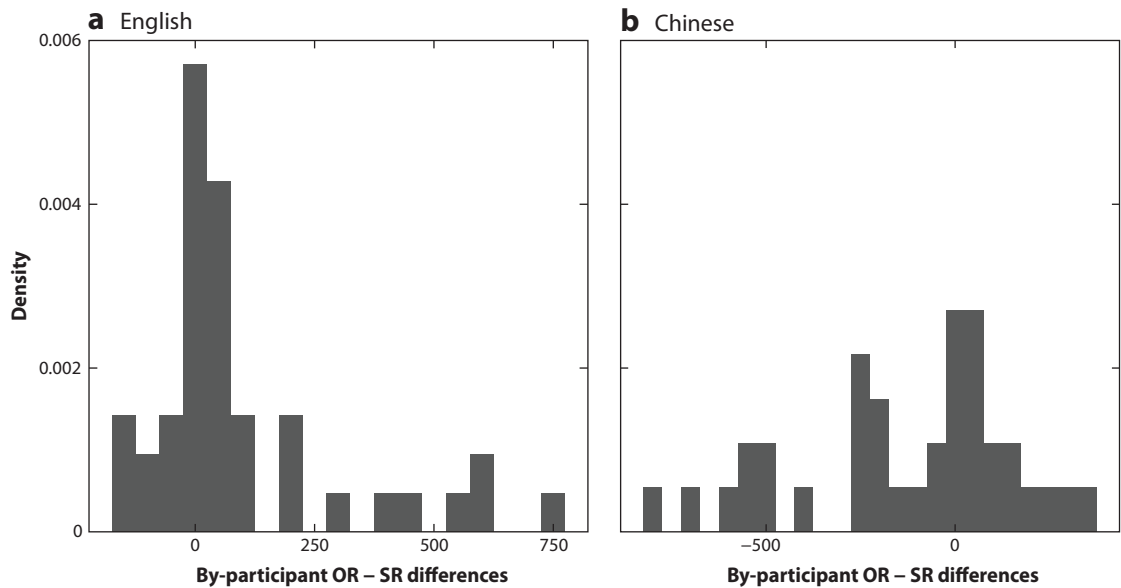 a English
b Chinese
0.006
0.004
0.002
0
Density
0 250 500 750
By-participant OR – SR differences
−500 0
By-participant OR – SR differences